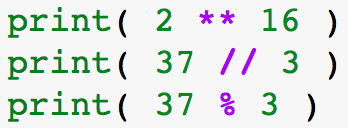 print( 2 ** 16 )
print( 37 // 3 )
print( 37 % 3 )